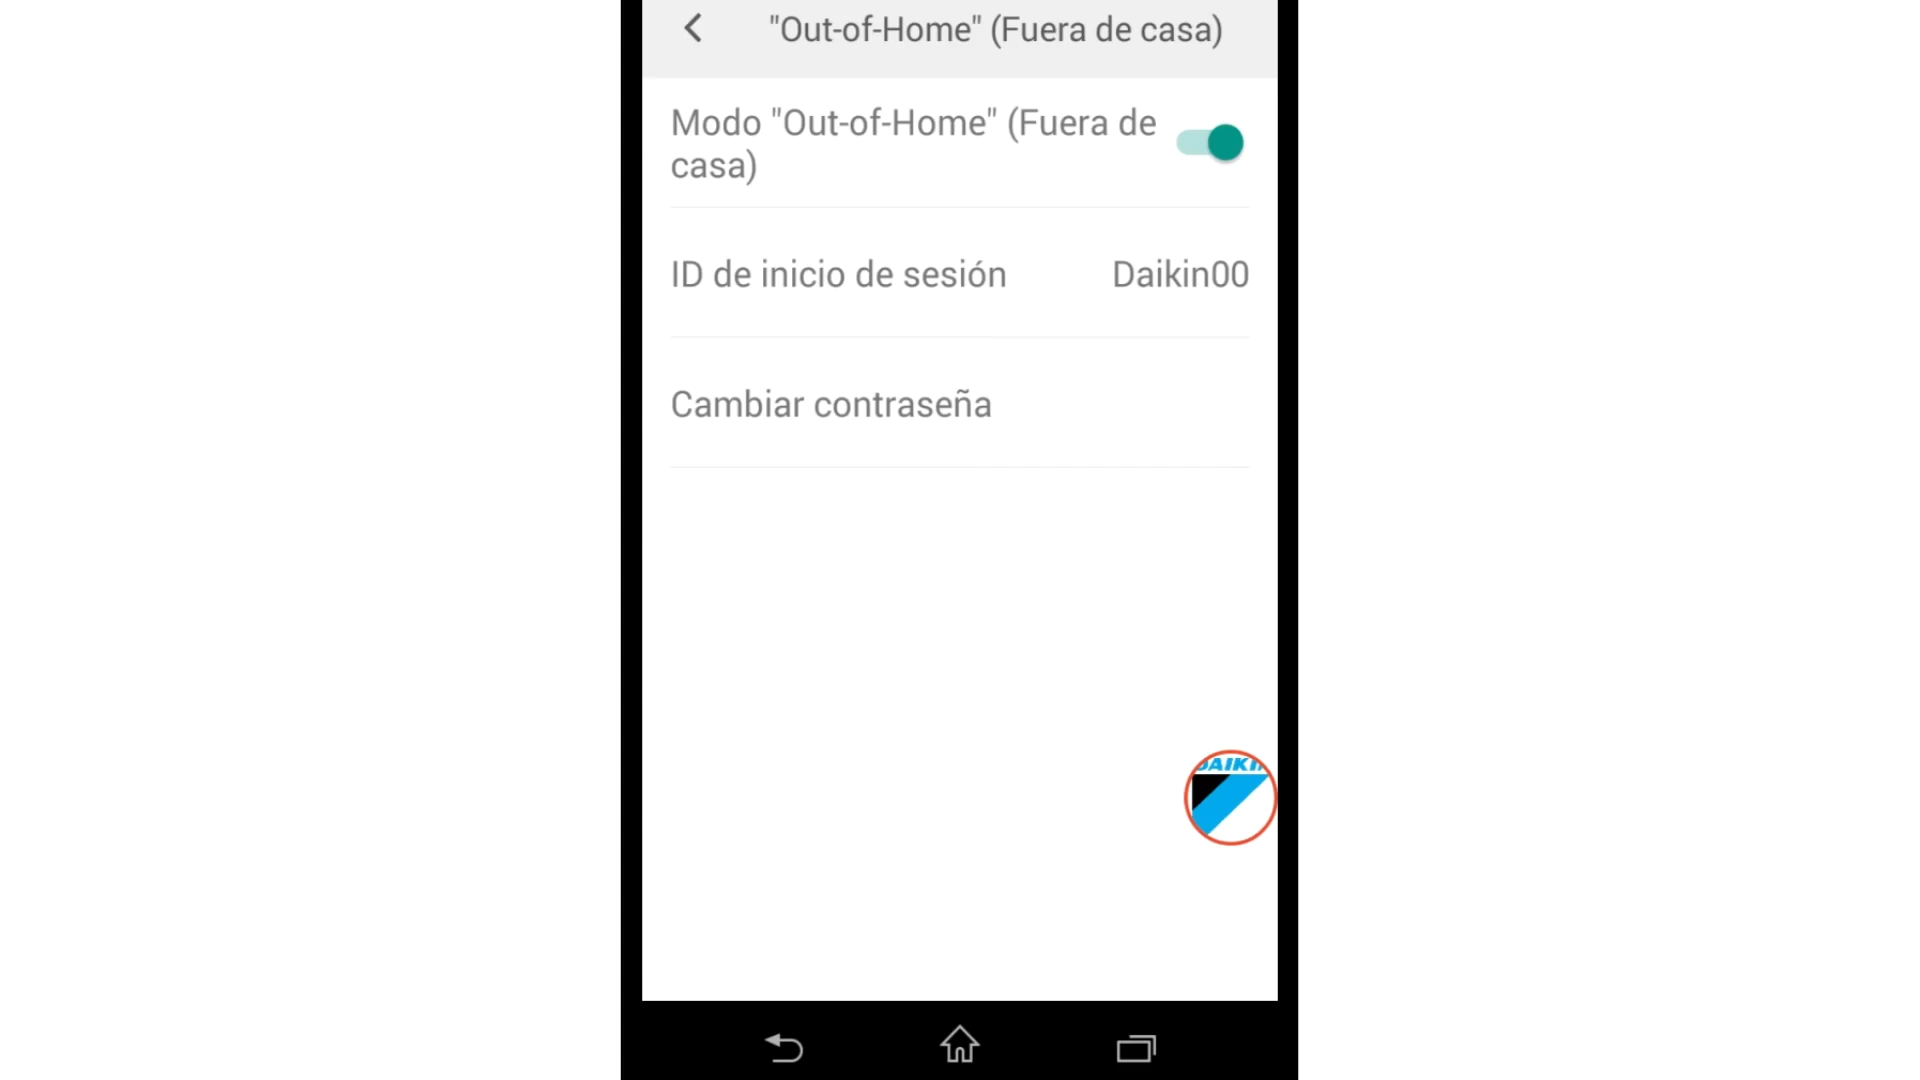 "Out-of-Home" (Fuera de casa)
Modo "Out-of-Home" (Fuera de
casa)
ID de inicio de sesión Daikin00
Cambiar contraseña
DAIKIN